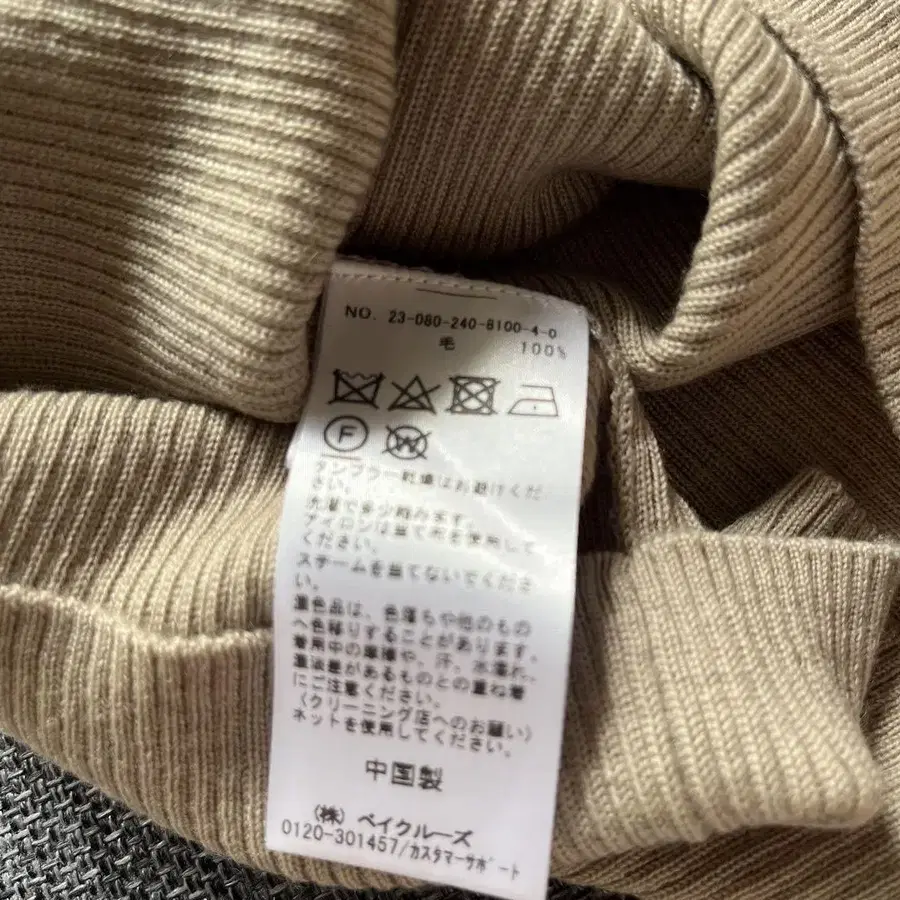 NO. 23-080-240-6100-4-0
毛 100%
F
W
タンブラー乾燥はお避けくだ
さい。
洗濯で多少縮みます。
アイロンは当て布を使用して
ください。
スチームを当てないでくださ
い。
濃色品は、色落ちや他のもの
へ色移りすることがあります。
着用中の摩擦や、汗、水濡れ、
濃淡差があるものとの重ね着
にご注意ください。
(クリーニング店へのお願い)
ネットを使用してください。
中国製
(株) ベイクルーズ
0120-301457/カスタマーサポート